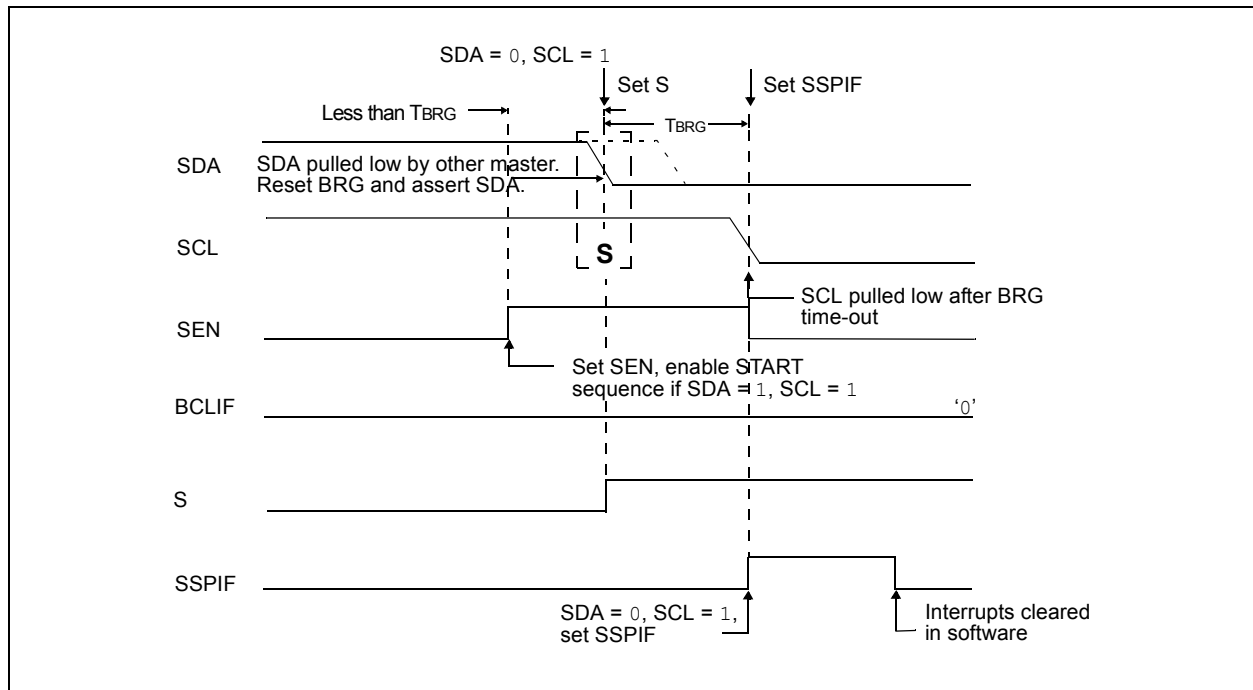 SDA = 0, SCL = 1
Set S
Set SSPIF
Less than TBRG
TBRG
SDA
SDA pulled low by other master.
Reset BRG and assert SDA.
SCL
S
SCL pulled low after BRG
time-out
SEN
Set SEN, enable START
sequence if SDA = 1, SCL = 1
BCLIF
‘0’
S
SSPIF
SDA = 0, SCL = 1,
set SSPIF
Interrupts cleared
in software